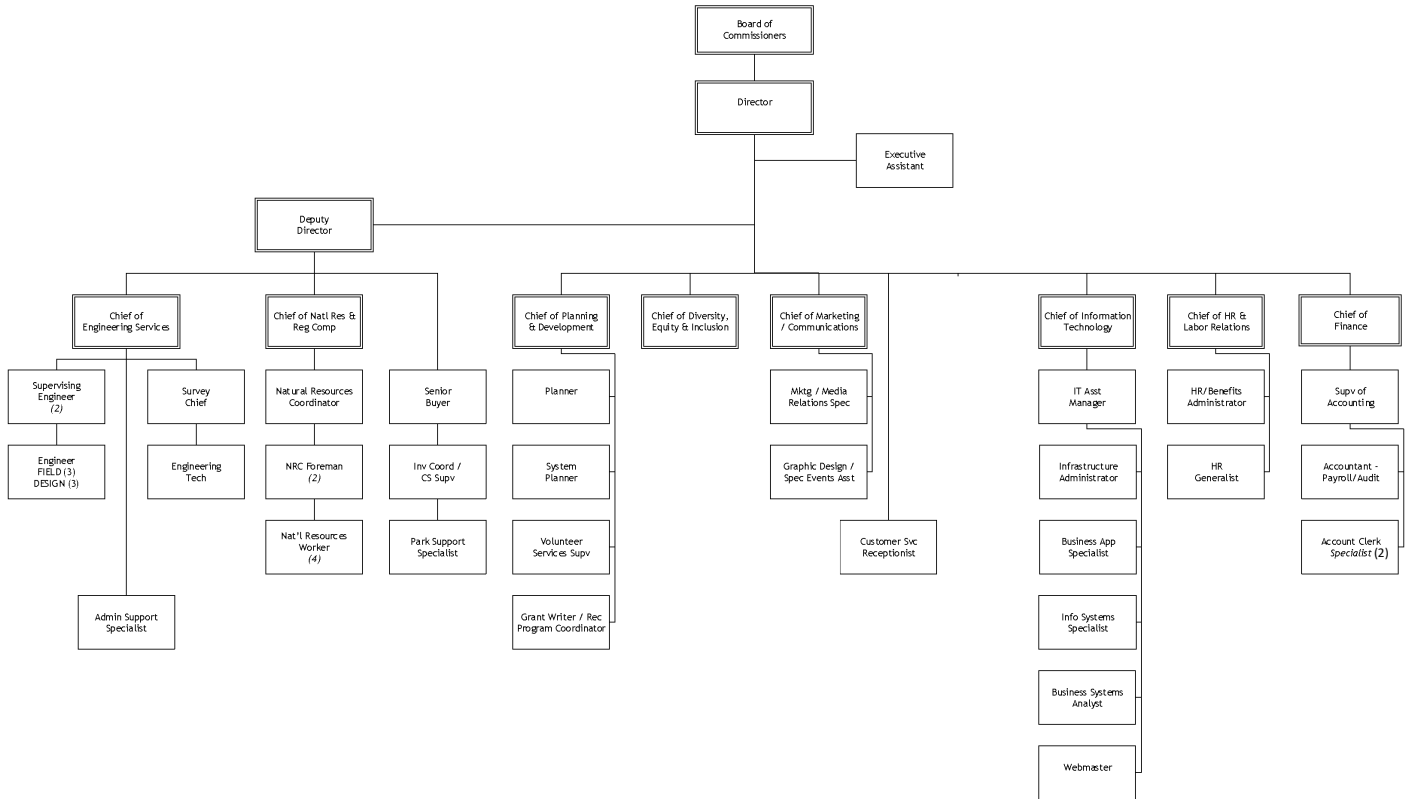 Board of
Commissioners
Director
Executive
Assistant
Deputy
Director
Chief of
Engineering Services
Chief of Natl Res &
Reg Comp
Chief of Planning
& Development
Chief of Diversity,
Equity & Inclusion
Chief of Marketing
/ Communications
Chief of Information
Technology
Chief of HR &
Labor Relations
Chief of
Finance
Supervising
Engineer
(2)
Survey
Chief
Natural Resources
Coordinator
Senior
Buyer
Planner
Mktg / Media
Relations Spec
IT Asst
Manager
HR/Benefits
Administrator
Supv of
Accounting
Engineer
FIELD (3)
DESIGN (3)
Engineering
Tech
NRC Foreman
(2)
Inv Coord /
CS Supv
System
Planner
Graphic Design /
Spec Events Asst
Infrastructure
Administrator
HR
Generalist
Accountant -
Payroll/Audit
Nat'l Resources
Worker
(4)
Park Support
Specialist
Volunteer
Services Supv
Customer Svc
Receptionist
Business App
Specialist
Account Clerk
Specialist (2)
Admin Support
Specialist
Grant Writer / Rec
Program Coordinator
Info Systems
Specialist
Business Systems
Analyst
Webmaster